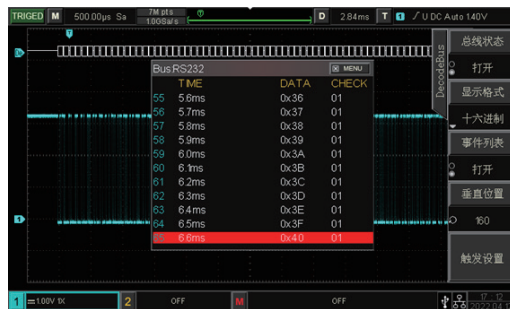 TRIGED M 500.00μs Sa 7M pts 1.00Sa/s D 2.84ms T 1 U DC Auto 1.40V
DecodeBus
总线状态
打开
显示格式
十六进制
事件列表
打开
垂直位置
160
触发设置
Bus:RS232 MENU
TIME DATA CHECK
55 5.6ms 0x36 01
56 5.7ms 0x37 01
57 5.8ms 0x38 01
58 5.9ms 0x39 01
59 6.0ms 0x3A 01
60 6.1ms 0x3B 01
61 6.2ms 0x3C 01
62 6.3ms 0x3D 01
63 6.4ms 0x3E 01
64 6.5ms 0x3F 01
65 6.6ms 0x40 01
1 1.00V 1X 2 OFF M OFF 17:12